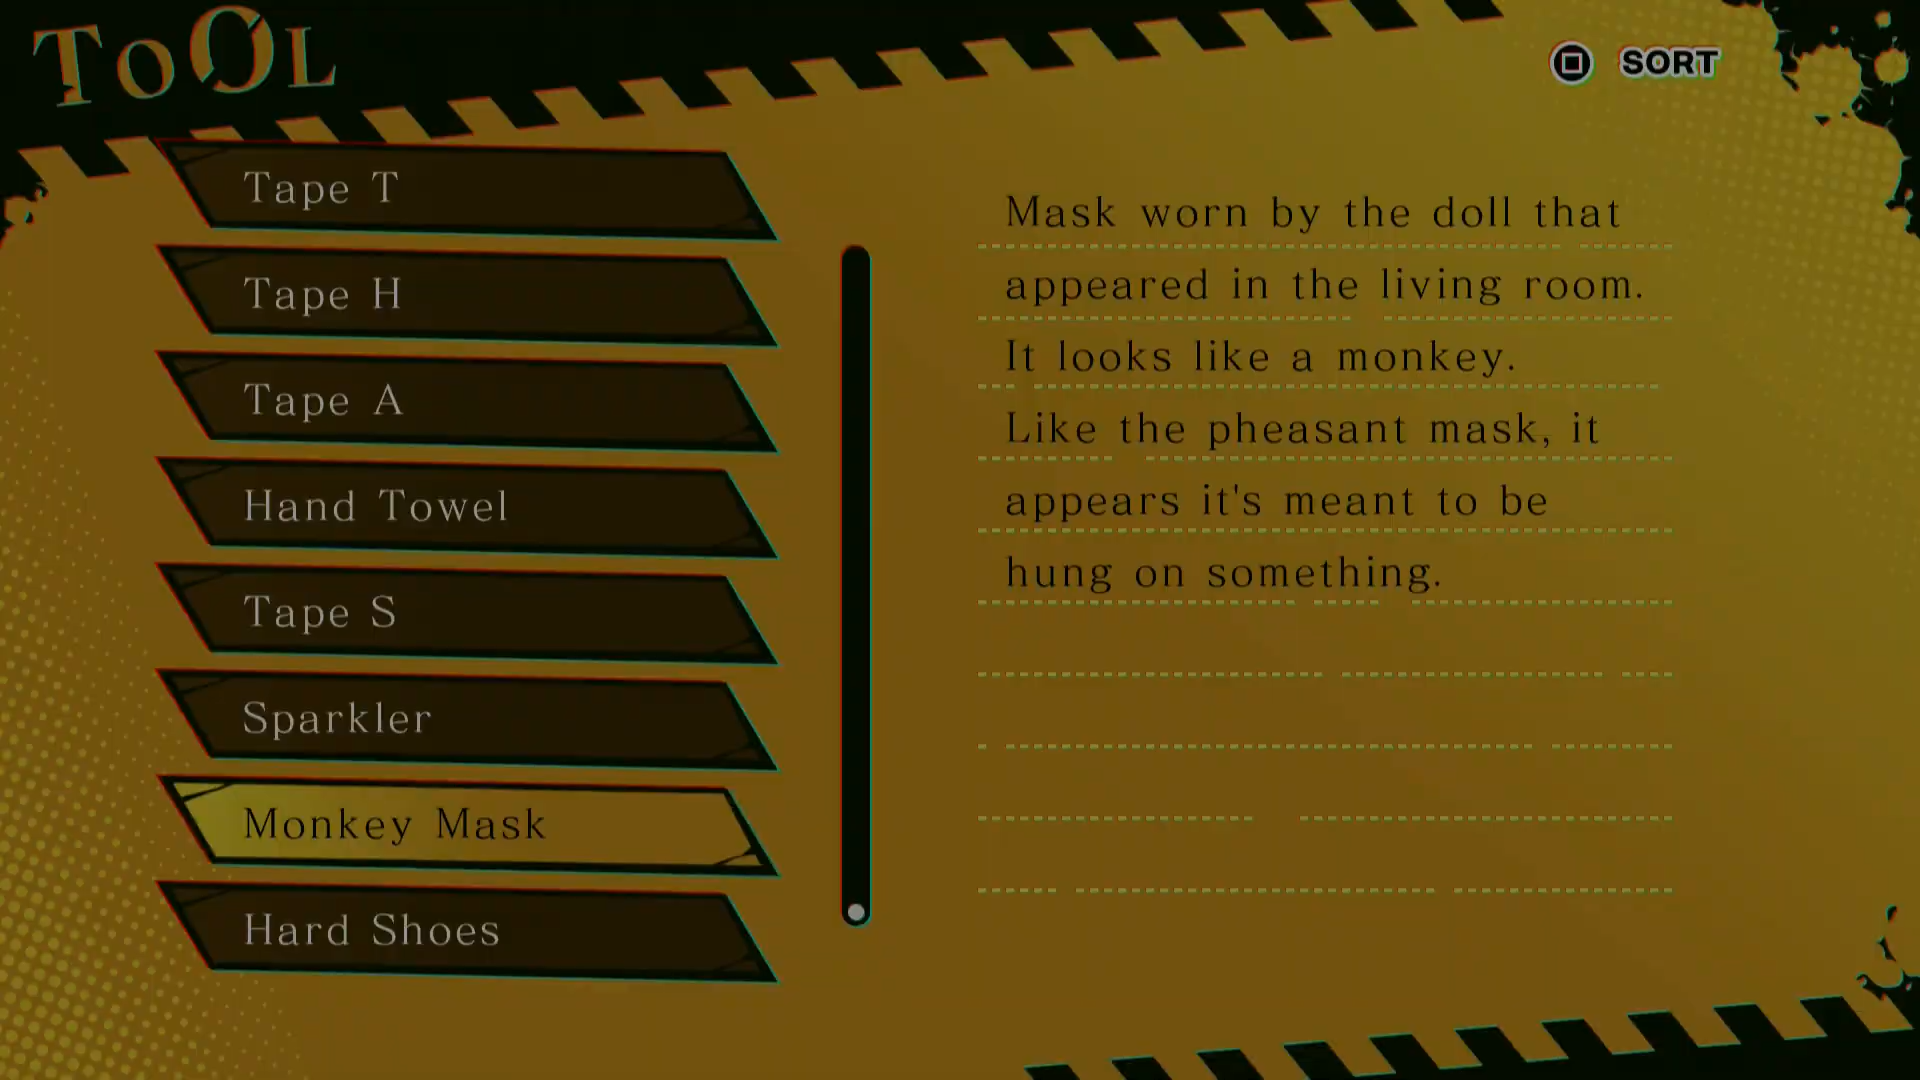 TOOL
SORT
Tape T
Tape H
Tape A
Hand Towel
Tape S
Sparkler
Monkey Mask
Hard Shoes
Mask worn by the doll that
appeared in the living room.
It looks like a monkey.
Like the pheasant mask, it
appears it's meant to be
hung on something.